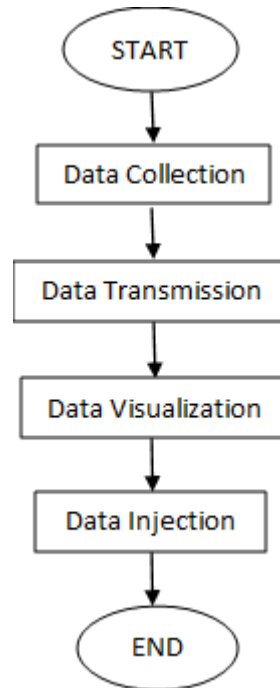 START
Data Collection
Data Transmission
Data Visualization
Data Injection
END